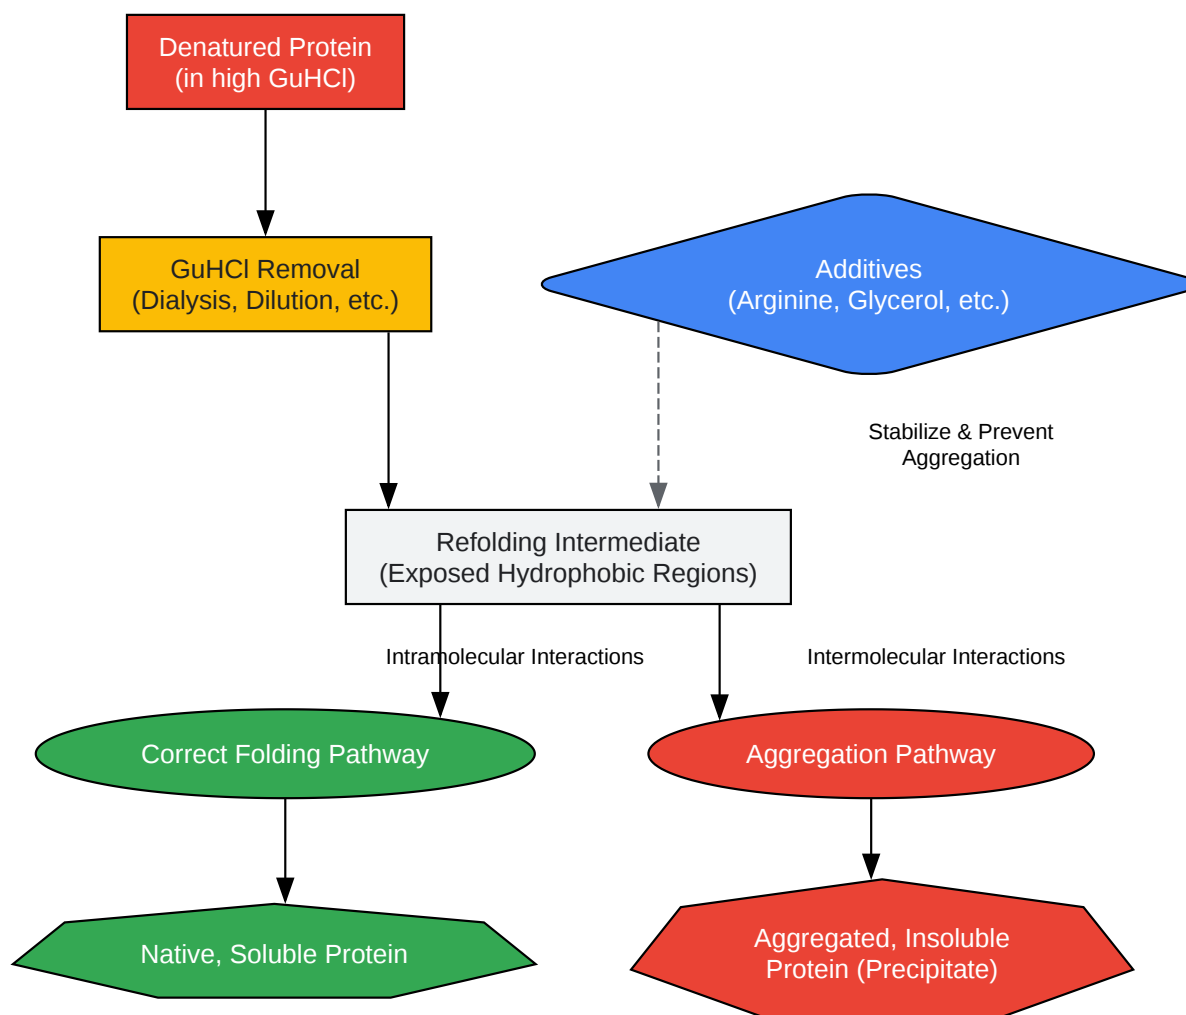 Denatured Protein
(in high GuHCl)
GuHCl Removal
(Dialysis, Dilution, etc.)
Additives
(Arginine, Glycerol, etc.)
Stabilize & Prevent
Aggregation
Refolding Intermediate
(Exposed Hydrophobic Regions)
Intramolecular Interactions
Intermolecular Interactions
Correct Folding Pathway
Aggregation Pathway
Native, Soluble Protein
Aggregated, Insoluble
Protein (Precipitate)